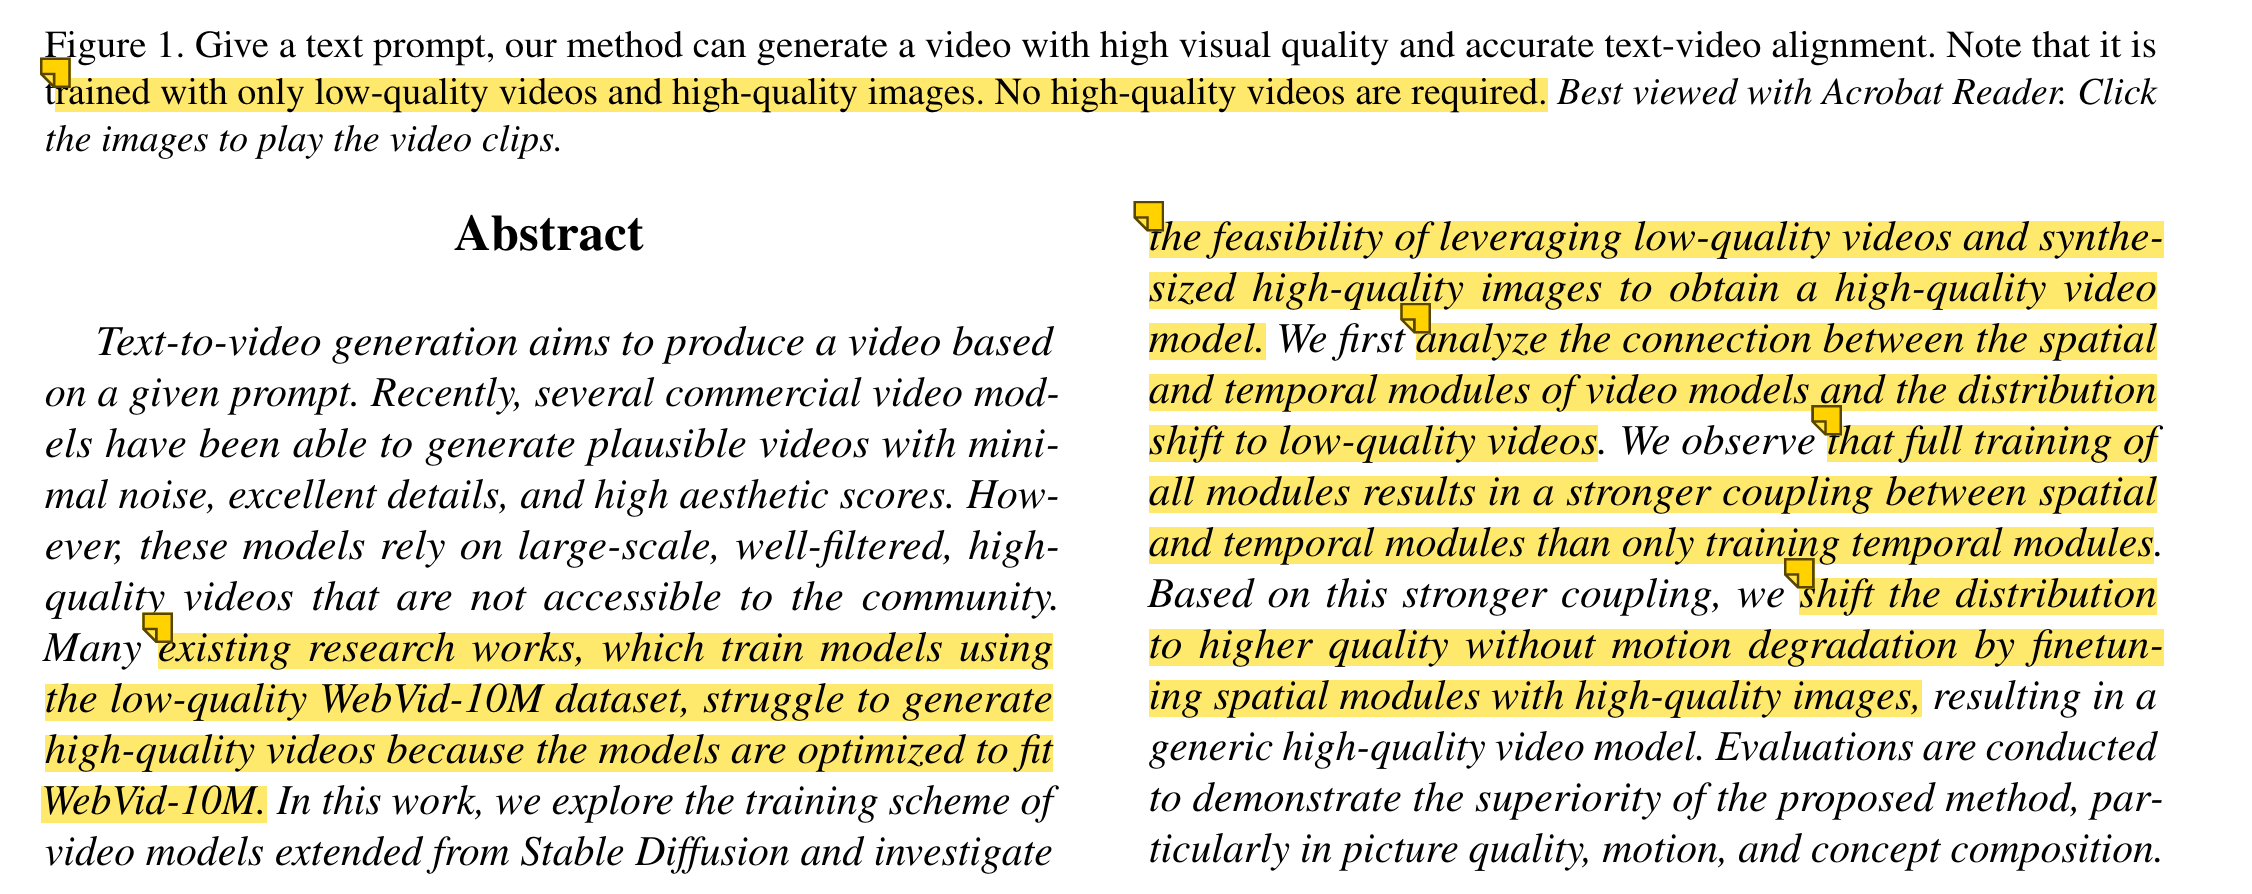 Figure 1. Give a text prompt, our method can generate a video with high visual quality and accurate text-video alignment. Note that it is
trained with only low-quality videos and high-quality images. No high-quality videos are required. Best viewed with Acrobat Reader. Click
the images to play the video clips.
Abstract
Text-to-video generation aims to produce a video based
on a given prompt. Recently, several commercial video mod-
els have been able to generate plausible videos with mini-
mal noise, excellent details, and high aesthetic scores. How-
ever, these models rely on large-scale, well-filtered, high-
quality videos that are not accessible to the community.
Many existing research works, which train models using
the low-quality WebVid-10M dataset, struggle to generate
high-quality videos because the models are optimized to fit
WebVid-10M. In this work, we explore the training scheme of
video models extended from Stable Diffusion and investigate
the feasibility of leveraging low-quality videos and synthe-
sized high-quality images to obtain a high-quality video
model. We first analyze the connection between the spatial
and temporal modules of video models and the distribution
shift to low-quality videos. We observe that full training of
all modules results in a stronger coupling between spatial
and temporal modules than only training temporal modules.
Based on this stronger coupling, we shift the distribution
to higher quality without motion degradation by finetun-
ing spatial modules with high-quality images, resulting in a
generic high-quality video model. Evaluations are conducted
to demonstrate the superiority of the proposed method, par-
ticularly in picture quality, motion, and concept composition.